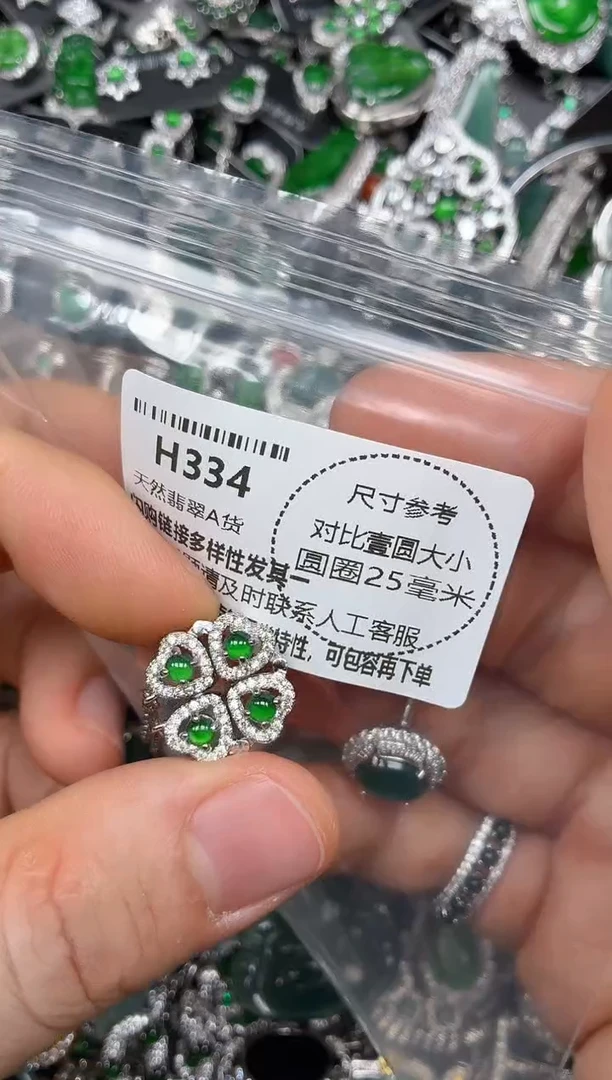 H334
天然翡翠A货
购链接多样性发其一
请及时联系人工客服
特性，可包容再下单
尺寸参考
对比壹圆大小
圆圈25毫米